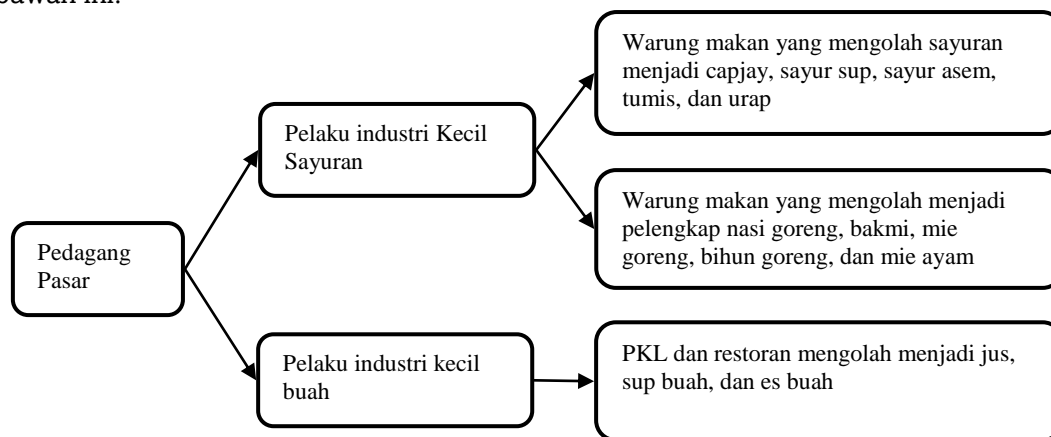 bawah ini:
Warung makan yang mengolah sayuran
menjadi capjay, sayur sup, sayur asem,
tumis, dan urap
Pelaku industri Kecil
Sayuran
Warung makan yang mengolah menjadi
pelengkap nasi goreng, bakmi, mie
goreng, bihun goreng, dan mie ayam
Pedagang
Pasar
Pelaku industri kecil
buah
PKL dan restoran mengolah menjadi jus,
sup buah, dan es buah